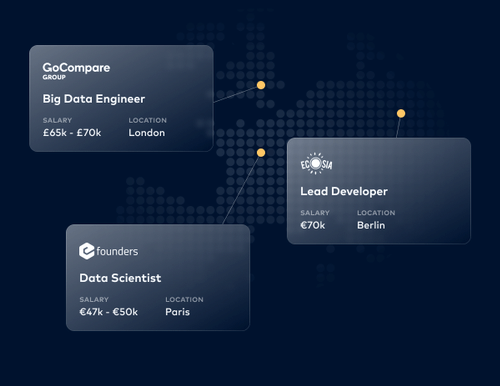 GoCompare
GROUP
Big Data Engineer
SALARY LOCATION
£65k - £70k London
ECOSIA
Lead Developer
SALARY LOCATION
€70k Berlin
efounders
Data Scientist
SALARY LOCATION
€47k - €50k Paris